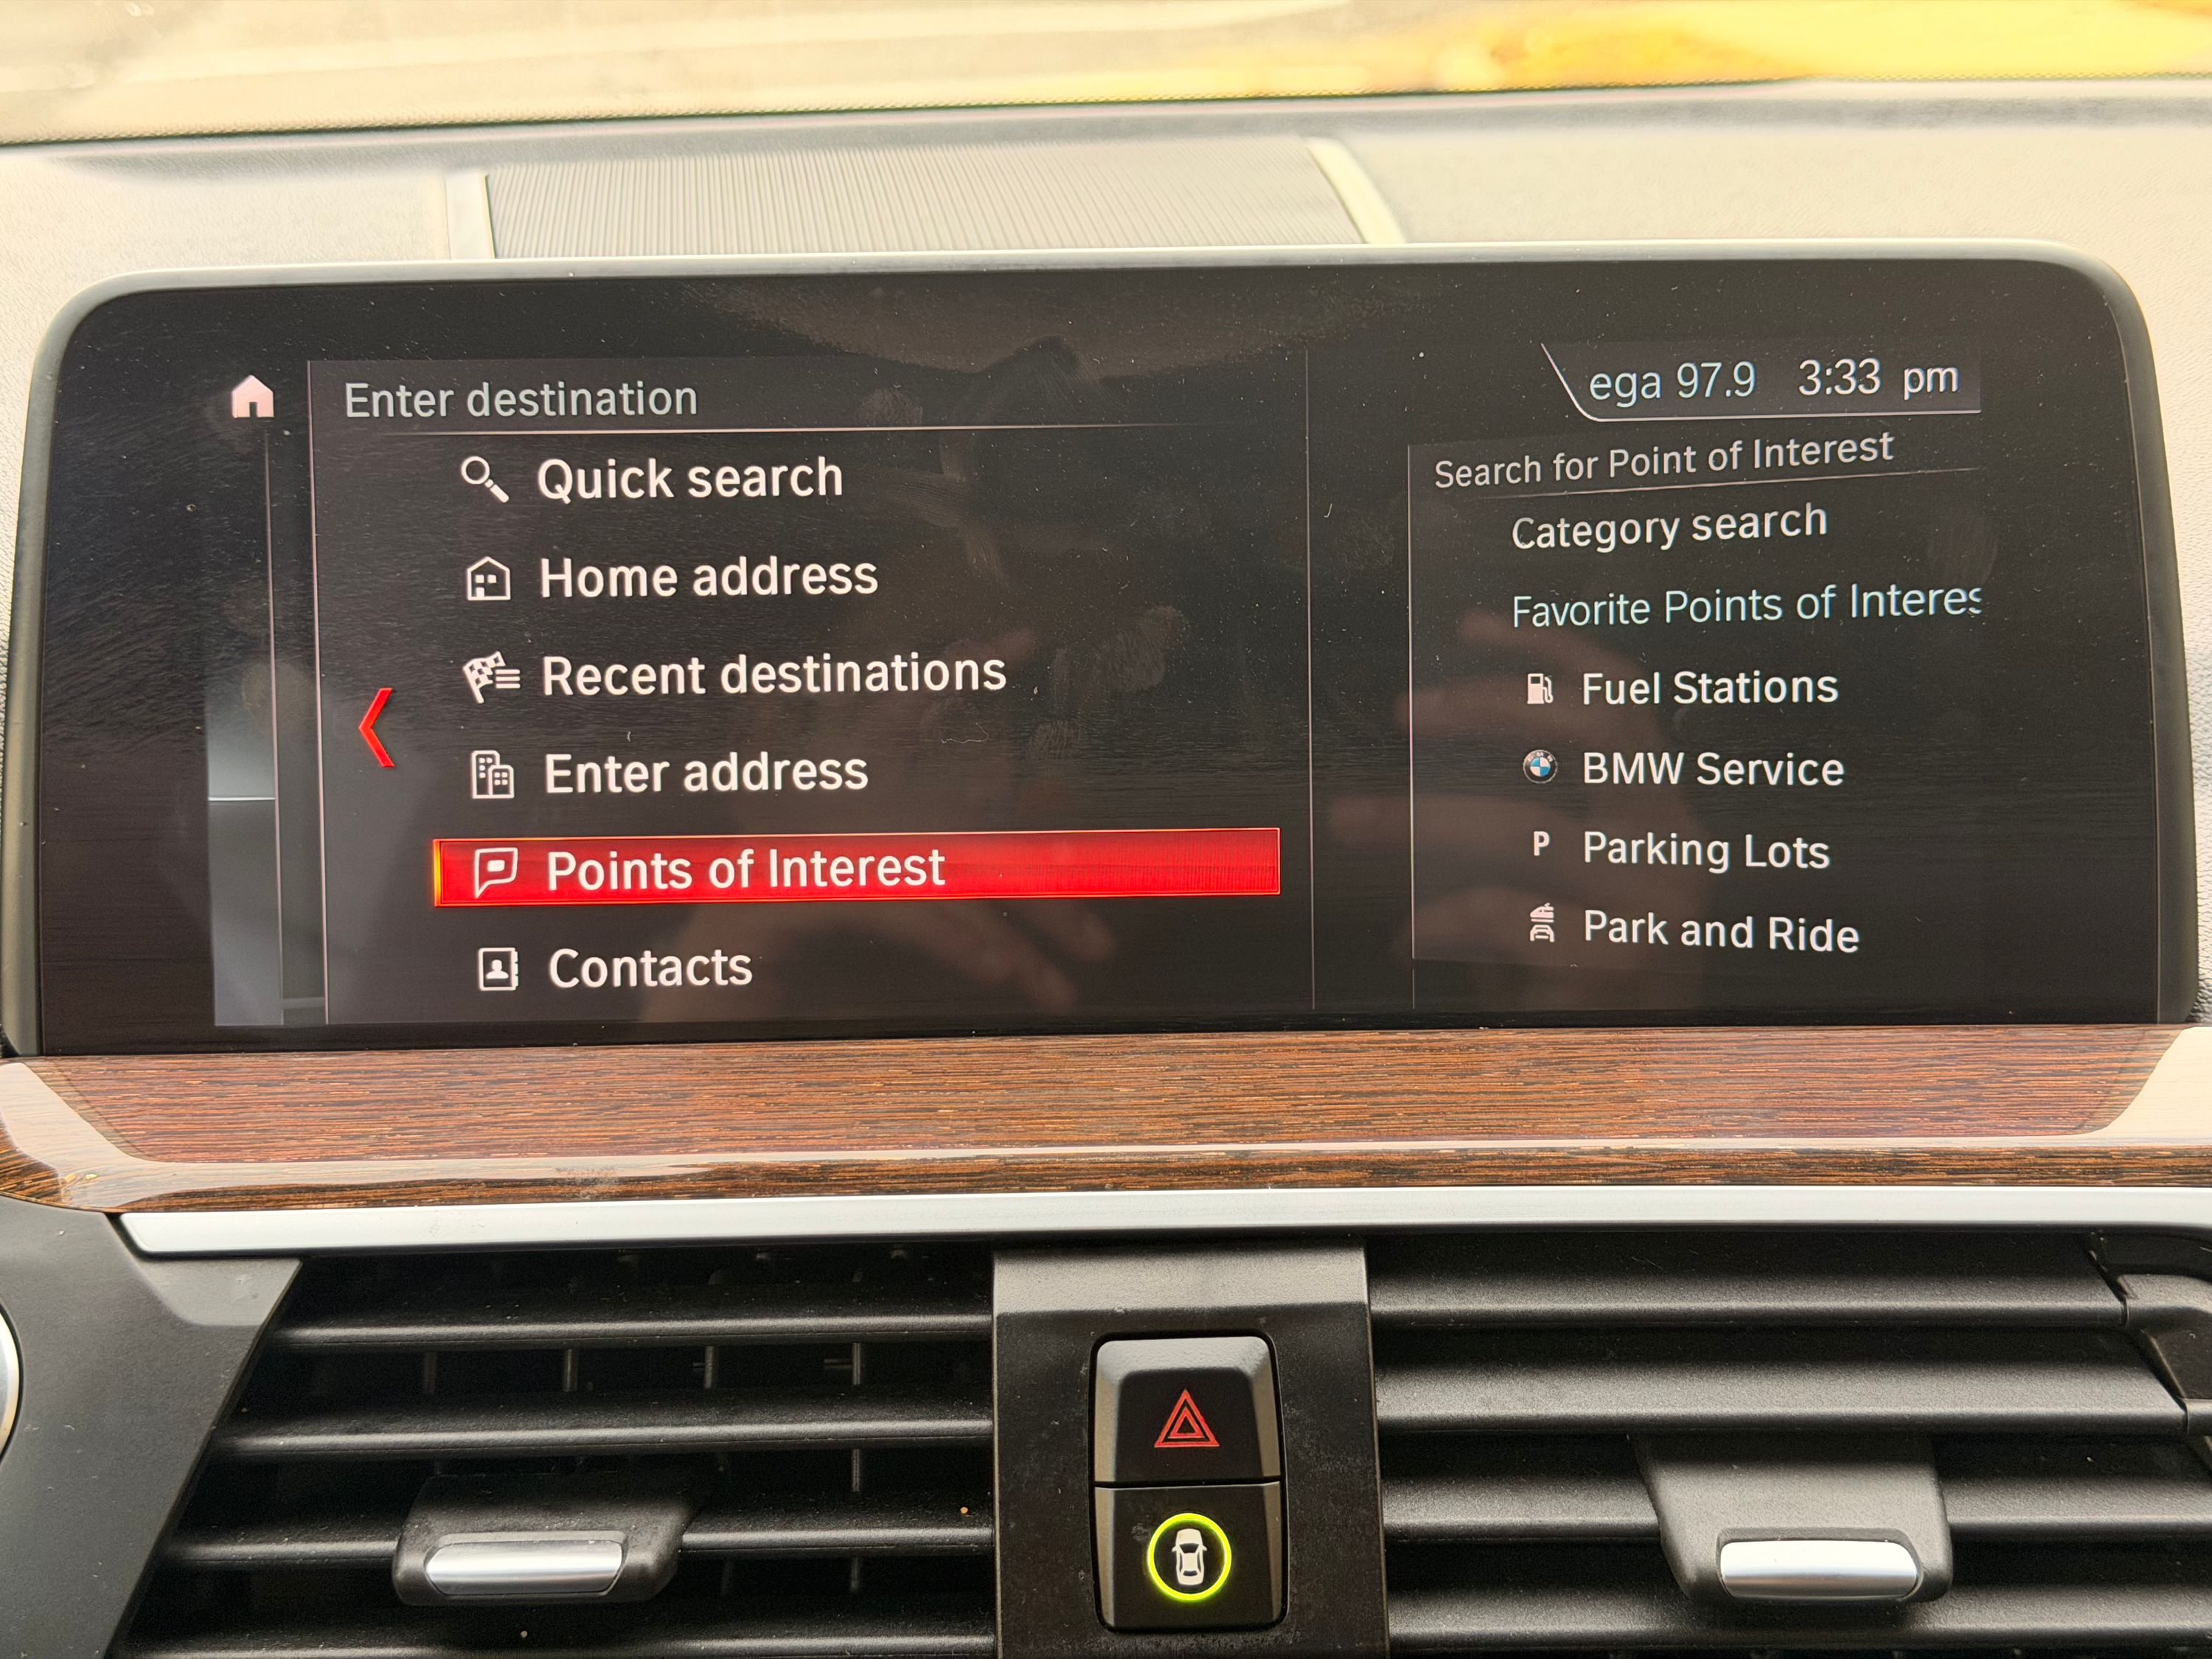 Enter destination
ega 97.9 3:33 pm
Quick search
Home address
Recent destinations
Enter address
Points of Interest
Contacts
Search for Point of Interest
Category search
Favorite Points of Interes
Fuel Stations
BMW Service
P Parking Lots
Park and Ride